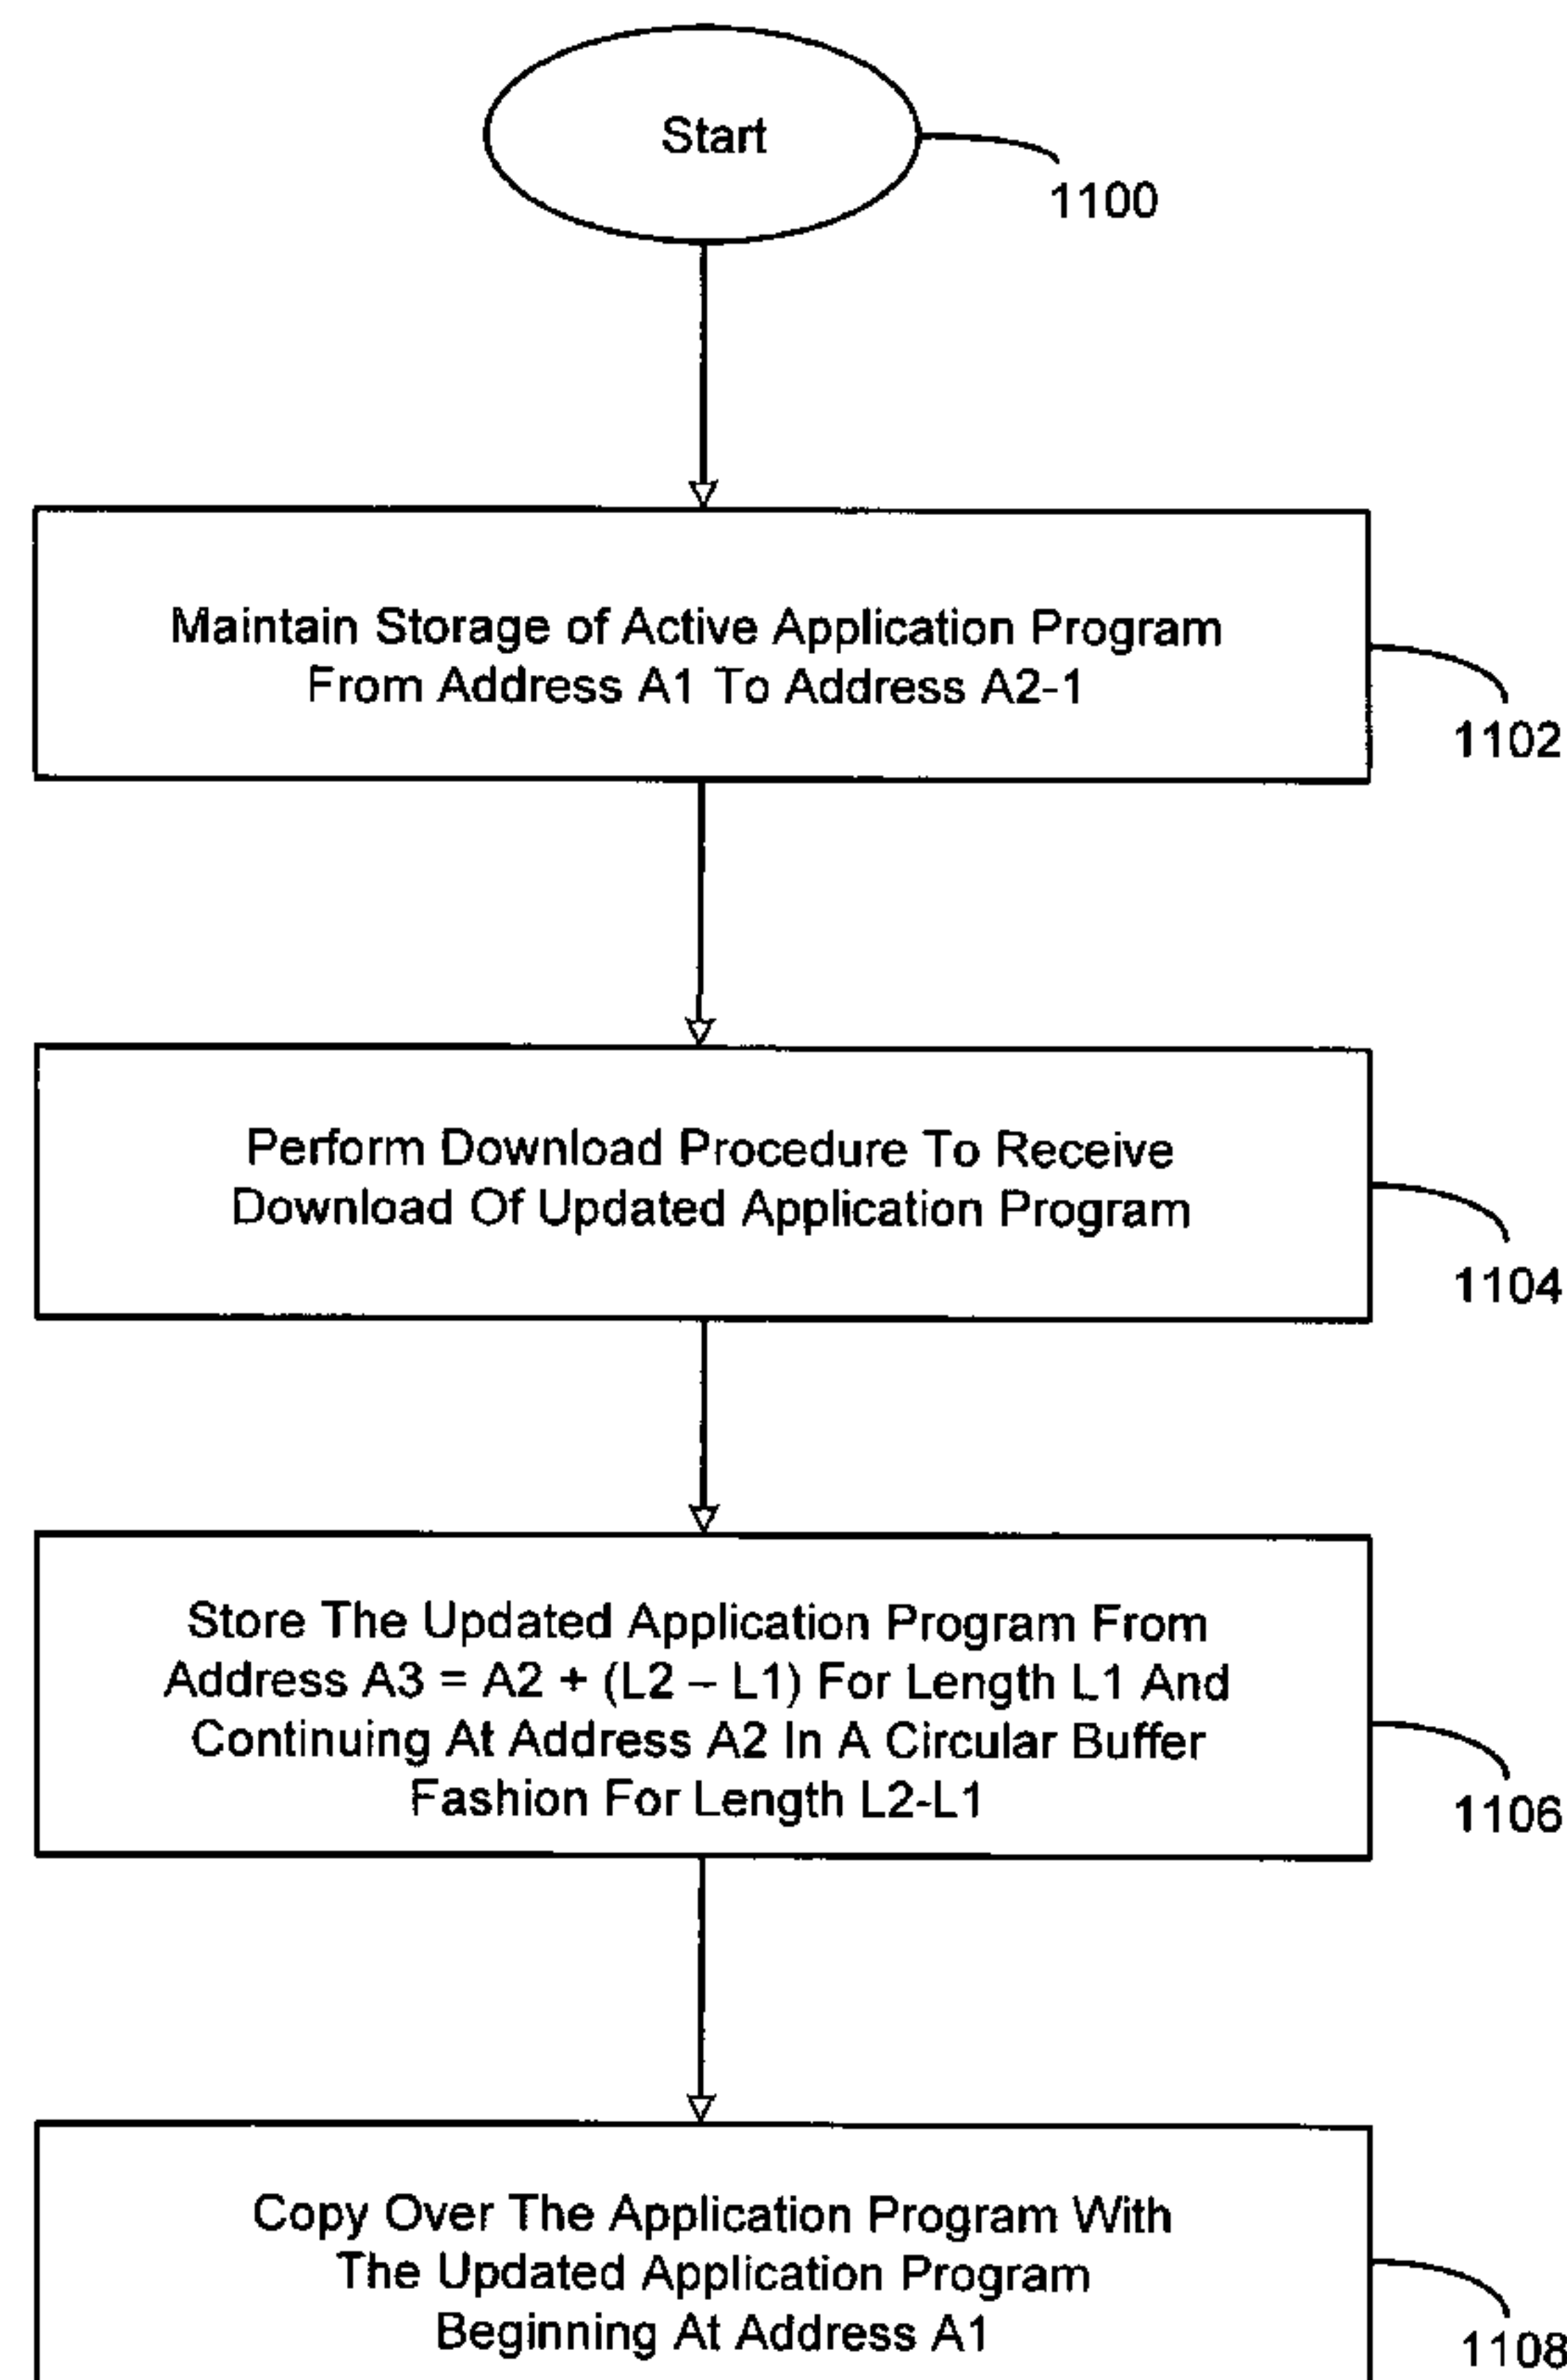 Start
1100
Maintain Storage of Active Application Program
From Address A1 To Address A2-1
1102
Perform Download Procedure To Receive
Download Of Updated Application Program
1104
Store The Updated Application Program From
Address A3 = A2 + (L2 – L1) For Length L1 And
Continuing At Address A2 In A Circular Buffer
Fashion For Length L2-L1
1106
Copy Over The Application Program With
The Updated Application Program
Beginning At Address A1
1108